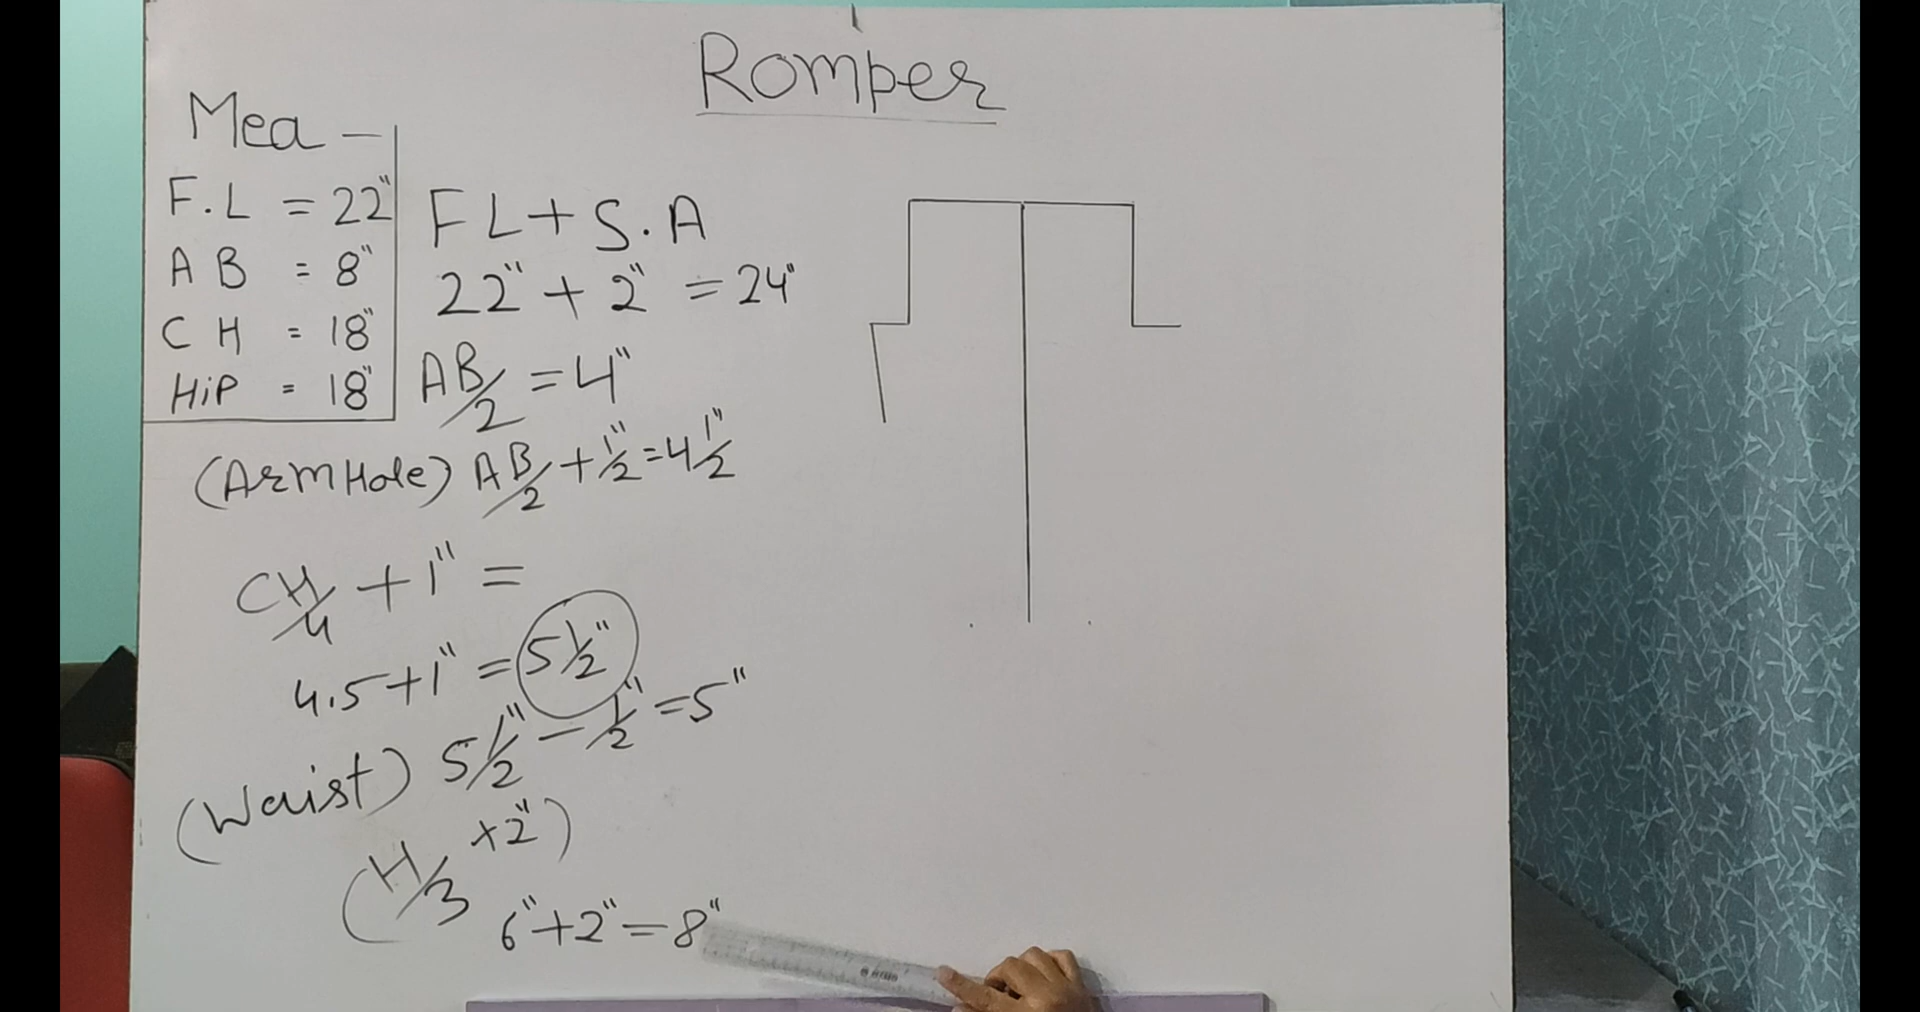 Romper
Mea -
F.L = 22"
A B = 8"
C H = 18"
HiP = 18"
FL + S.A
22" + 2" = 24"
AB/2 = 4"
(ArmHole) AB/2 + 1/2" = 4 1/2"
CH/4 + 1" =
4.5 + 1" = 5 1/2"
(Waist) 5 1/2" - 1/2" = 5"
(H/3 + 2")
6" + 2" = 8"